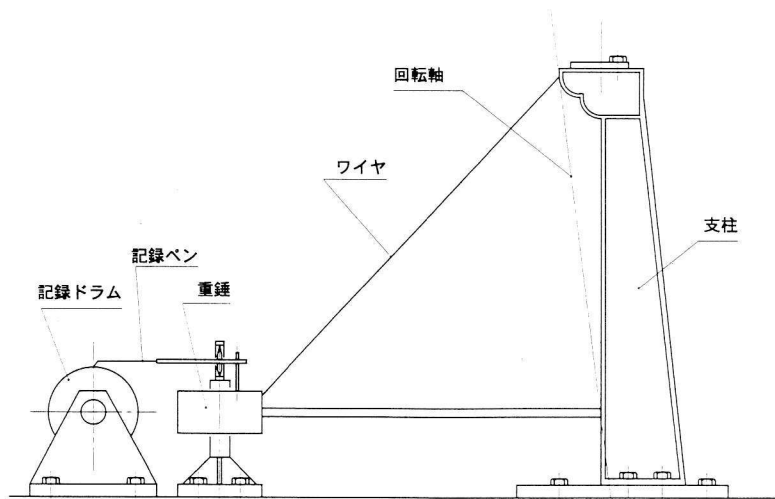 回転軸
ワイヤ
支柱
記録ペン
記録ドラム
重錘